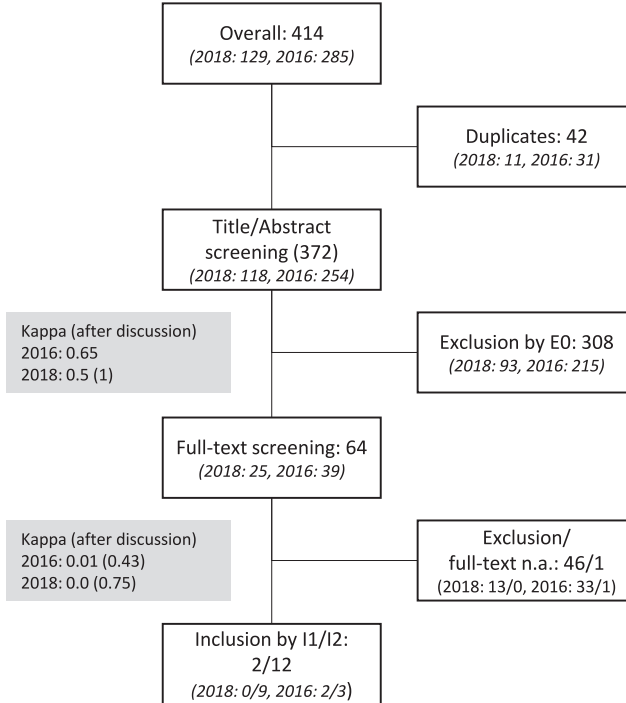 Overall: 414
(2018: 129, 2016: 285)
Duplicates: 42
(2018: 11, 2016: 31)
Title/Abstract
screening (372)
(2018: 118, 2016: 254)
Kappa (after discussion)
2016: 0.65
2018: 0.5 (1)
Exclusion by E0: 308
(2018: 93, 2016: 215)
Full-text screening: 64
(2018: 25, 2016: 39)
Kappa (after discussion)
2016: 0.01 (0.43)
2018: 0.0 (0.75)
Exclusion/
full-text n.a.: 46/1
(2018: 13/0, 2016: 33/1)
Inclusion by I1/I2:
2/12
(2018: 0/9, 2016: 2/3)